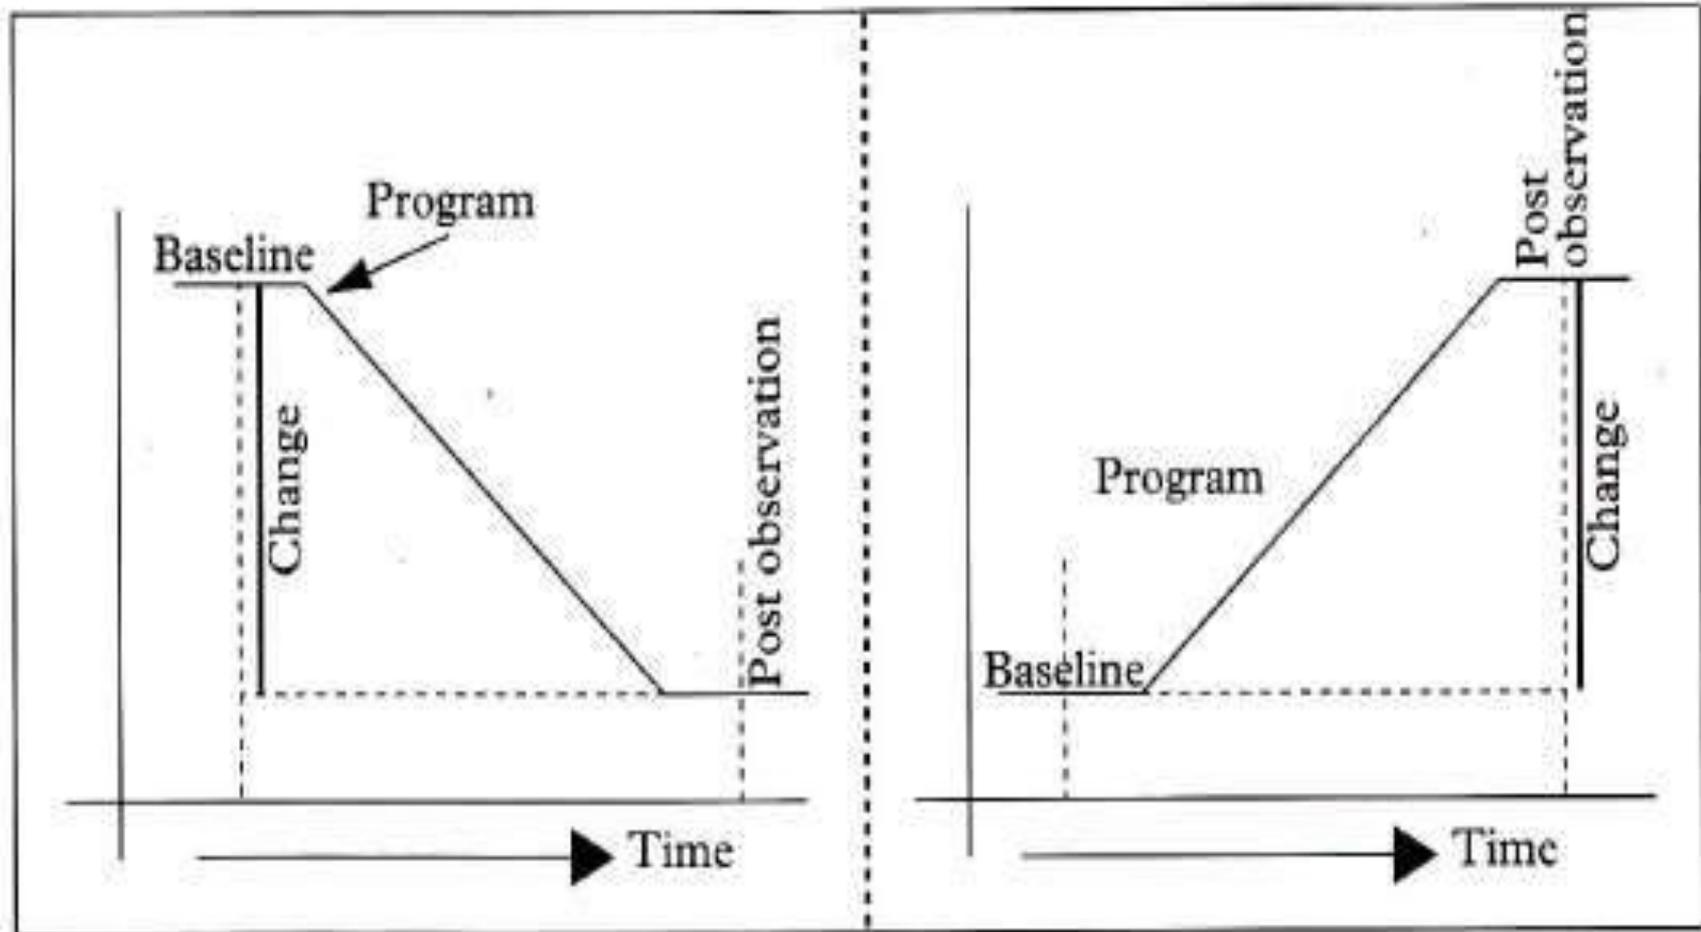 Program
Baseline
Change
Post observation
Time
Post
observation
Program
Change
Baseline
Time